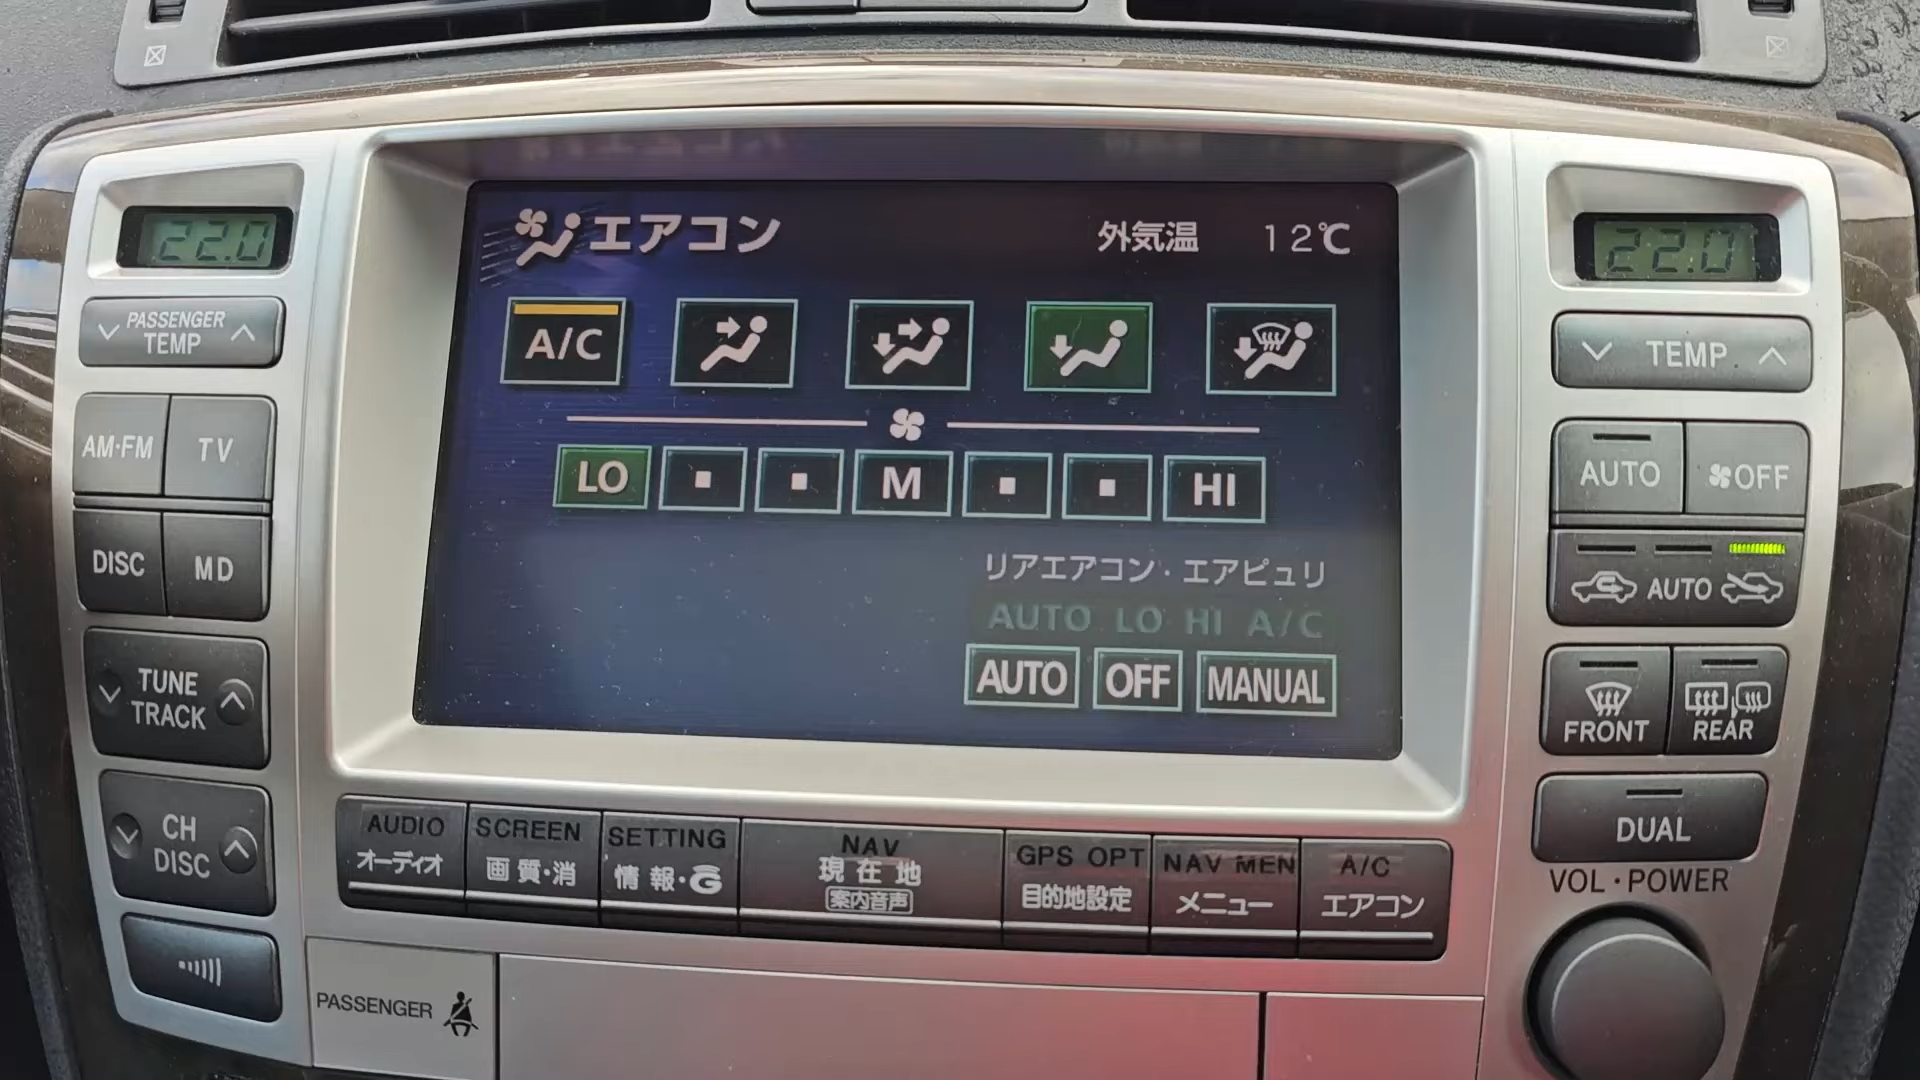 22.0
エアコン 外気温 12℃
22.0
PASSENGER
TEMP
A/C
TEMP
AM·FM TV
LO ▪ ▪ M ▪ ▪ HI
AUTO OFF
DISC MD
リアエアコン・エアピュリ
AUTO
AUTO LO HI A/C
AUTO OFF MANUAL
TUNE
TRACK
FRONT REAR
CH
DISC
DUAL
AUDIO SCREEN SETTING NAV GPS OPT NAV MEN A/C
オーディオ 画質・消 情報・G 現在地 目的地設定 メニュー エアコン
案内音声
VOL·POWER
PASSENGER